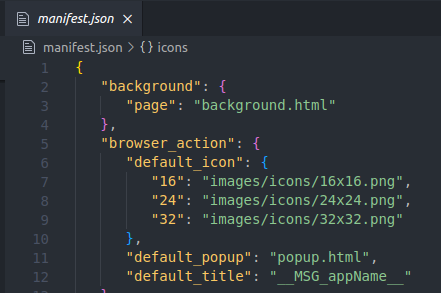 manifest.json ×
manifest.json > {} icons
1 {
2 "background": {
3 "page": "background.html"
4 },
5 "browser_action": {
6 "default_icon": {
7 "16": "images/icons/16x16.png",
8 "24": "images/icons/24x24.png",
9 "32": "images/icons/32x32.png"
10 },
11 "default_popup": "popup.html",
12 "default_title": "__MSG_appName__"